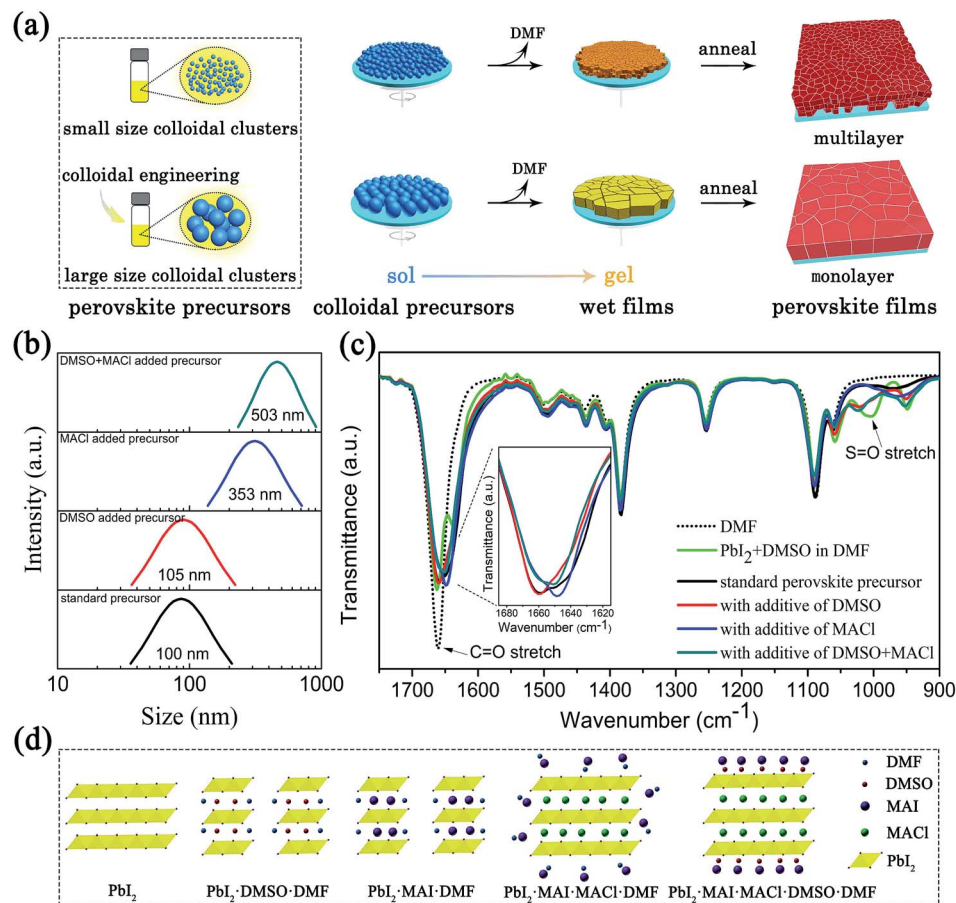 (a)
DMF
anneal
small size colloidal clusters
multilayer
colloidal engineering
DMF
anneal
large size colloidal clusters
sol
gel
monolayer
perovskite precursors
colloidal precursors
wet films
perovskite films
(b)
DMSO+MACl added precursor
503 nm
MACl added precursor
353 nm
DMSO added precursor
105 nm
standard precursor
100 nm
10 100 1000
Size (nm)
Intensity (a.u.)
(c)
Transmittance (a.u.)
S=O stretch
C=O stretch
Transmittance (a.u.)
1680 1660 1640 1620
Wavenumber (cm-1)
DMF
PbI2+DMSO in DMF
standard perovskite precursor
with additive of DMSO
with additive of MACl
with additive of DMSO+MACl
1700 1600 1500 1400 1300 1200 1100 1000 900
Wavenumber (cm-1)
(d)
DMF
DMSO
MAI
MACl
PbI2
PbI2
PbI2·DMSO·DMF
PbI2·MAI·DMF
PbI2·MAI·MACl·DMF
PbI2·MAI·MACl·DMSO·DMF